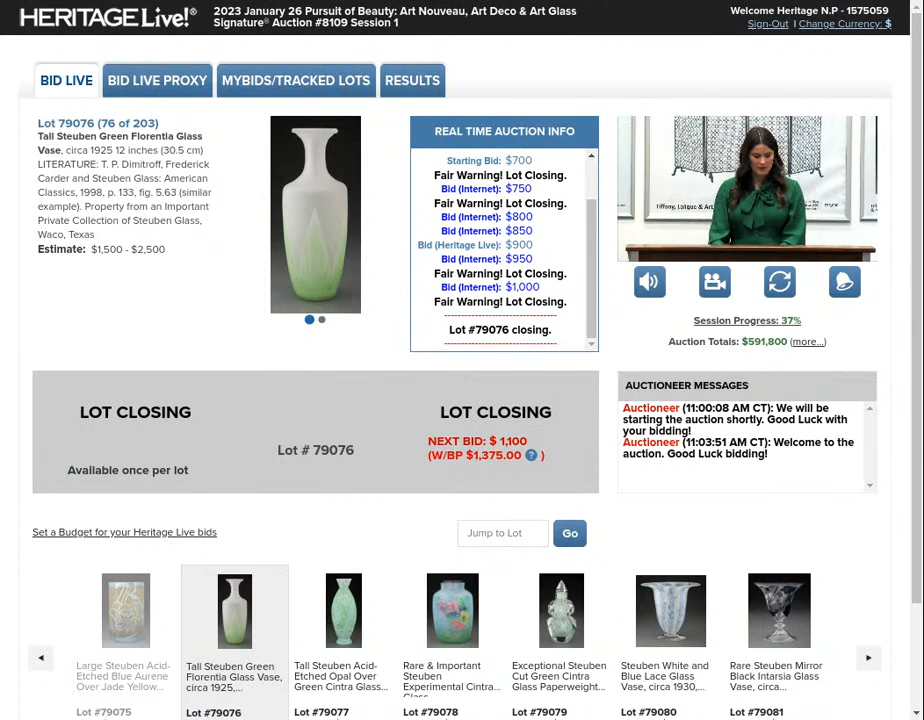 HERITAGE Live!®
2023 January 26 Pursuit of Beauty: Art Nouveau, Art Deco & Art Glass
Signature® Auction #8109 Session 1
Welcome Heritage N.P - 1575059
Sign-Out | Change Currency: $
BID LIVE
BID LIVE PROXY
MYBIDS/TRACKED LOTS
RESULTS
Lot 79076 (76 of 203)
Tall Steuben Green Florentia Glass
Vase, circa 1925 12 inches (30.5 cm)
LITERATURE: T. P. Dimitroff, Frederick
Carder and Steuben Glass: American
Classics, 1998, p. 133, fig. 5.63 (similar
example). Property from an Important
Private Collection of Steuben Glass,
Waco, Texas
Estimate: $1,500 - $2,500
REAL TIME AUCTION INFO
Starting Bid: $700
Fair Warning! Lot Closing.
Bid (Internet): $750
Fair Warning! Lot Closing.
Bid (Internet): $800
Bid (Internet): $850
Bid (Heritage Live): $900
Bid (Internet): $950
Fair Warning! Lot Closing.
Bid (Internet): $1,000
Fair Warning! Lot Closing.
Lot #79076 closing.
Tiffany, Lalique & Art
Session Progress: 37%
Auction Totals: $591,800 (more...)
LOT CLOSING
Available once per lot
Lot # 79076
LOT CLOSING
NEXT BID: $ 1,100
(W/BP $1,375.00 ? )
AUCTIONEER MESSAGES
Auctioneer (11:00:08 AM CT): We will be
starting the auction shortly. Good Luck with
your bidding!
Auctioneer (11:03:51 AM CT): Welcome to the
auction. Good Luck bidding!
Set a Budget for your Heritage Live bids
Jump to Lot
Go
Large Steuben Acid-
Etched Blue Aurene
Over Jade Yellow...
Lot #79075
Tall Steuben Green
Florentia Glass Vase,
circa 1925,...
Lot #79076
Tall Steuben Acid-
Etched Opal Over
Green Cintra Glass...
Lot #79077
Rare & Important
Steuben
Experimental Cintra...
Glass
Lot #79078
Exceptional Steuben
Cut Green Cintra
Glass Paperweight...
Lot #79079
Steuben White and
Blue Lace Glass
Vase, circa 1930,...
Lot #79080
Rare Steuben Mirror
Black Intarsia Glass
Vase, circa...
Lot #79081